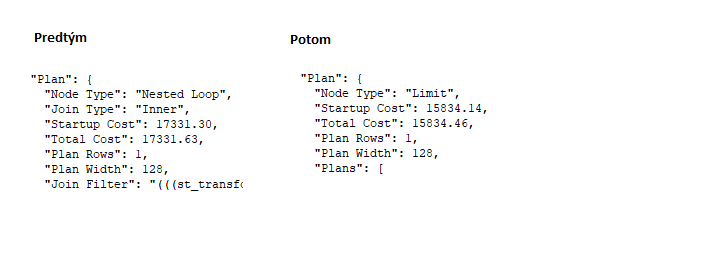 Predtým
"Plan": {
"Node Type": "Nested Loop",
"Join Type": "Inner",
"Startup Cost": 17331.30,
"Total Cost": 17331.63,
"Plan Rows": 1,
"Plan Width": 128,
"Join Filter": "(((st_transfo
Potom
"Plan": {
"Node Type": "Limit",
"Startup Cost": 15834.14,
"Total Cost": 15834.46,
"Plan Rows": 1,
"Plan Width": 128,
"Plans": [